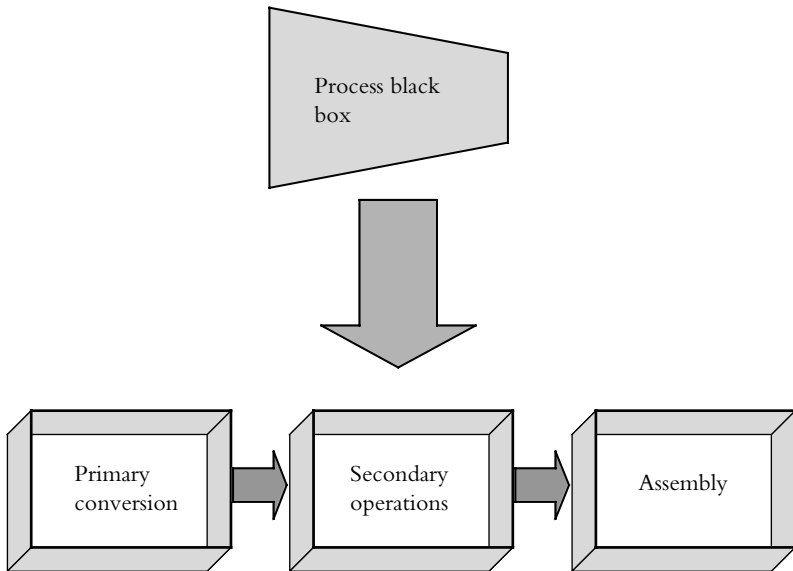 Process black
box
Primary
conversion
Secondary
operations
Assembly